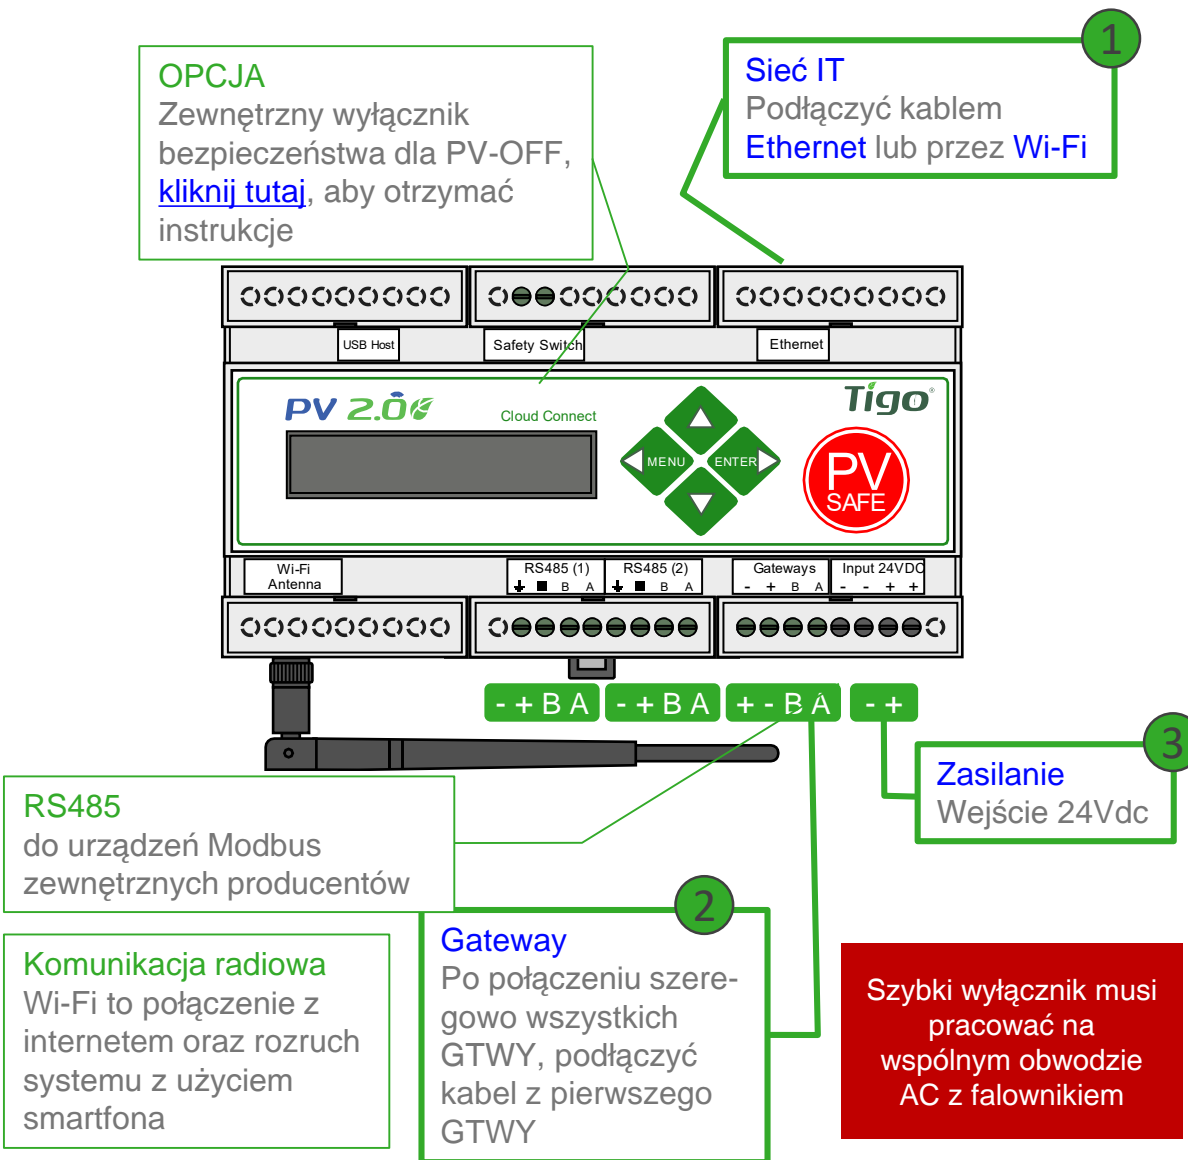 OPCJA
Zewnętrzny wyłącznik
bezpieczeństwa dla PV-OFF,
kliknij tutaj, aby otrzymać
instrukcje
1
Sieć IT
Podłączyć kablem
Ethernet lub przez Wi-Fi
USB Host
Safety Switch
Ethernet
PV 2.0
Cloud Connect
MENU
ENTER
Tigo®
PV
SAFE
Wi-Fi
Antenna
RS485 (1)
B A
RS485 (2)
B A
Gateways
- + B A
Input 24VDC
- - + +
- + B A
- + B A
+ - B A
- +
3
Zasilanie
Wejście 24Vdc
RS485
do urządzeń Modbus
zewnętrznych producentów
2
Gateway
Po połączeniu szere-
gowo wszystkich
GTWY, podłączyć
kabel z pierwszego
GTWY
Komunikacja radiowa
Wi-Fi to połączenie z
internetem oraz rozruch
systemu z użyciem
smartfona
Szybki wyłącznik musi
pracować na
wspólnym obwodzie
AC z falownikiem